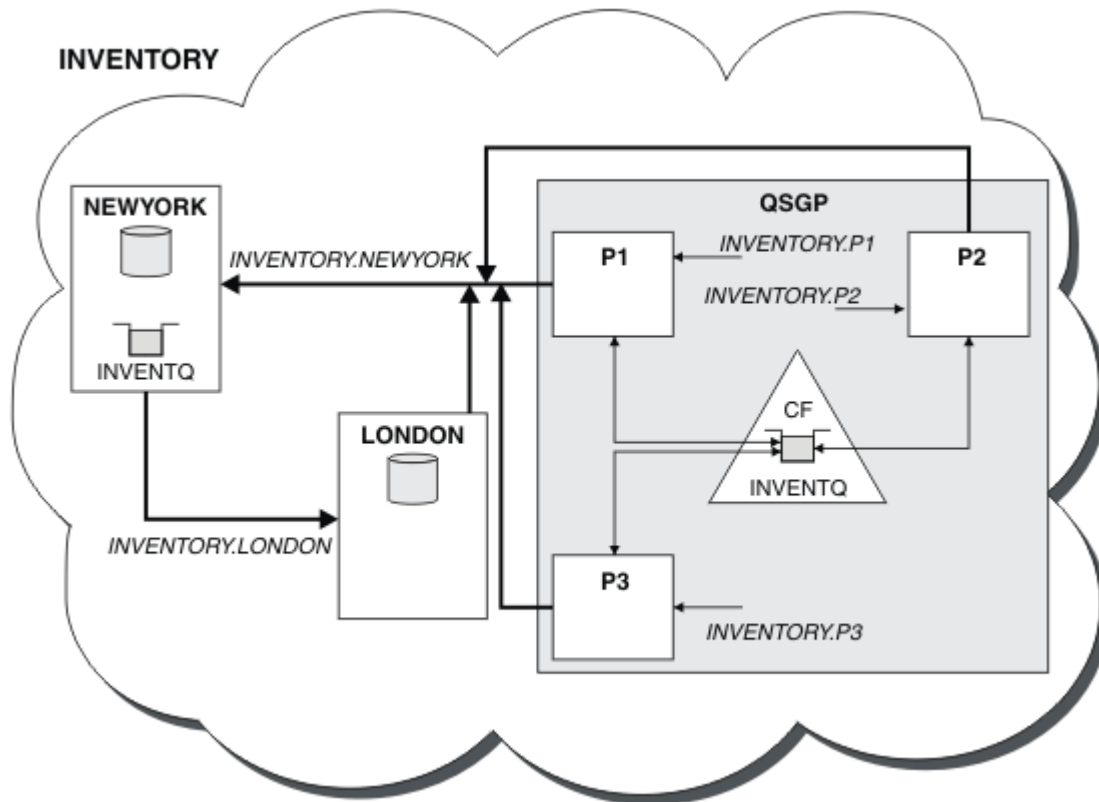 INVENTORY
NEWYORK
INVENTQ
INVENTORY.NEWYORK
LONDON
INVENTORY.LONDON
QSGP
P1
INVENTORY.P1
P2
INVENTORY.P2
CF
INVENTQ
P3
INVENTORY.P3